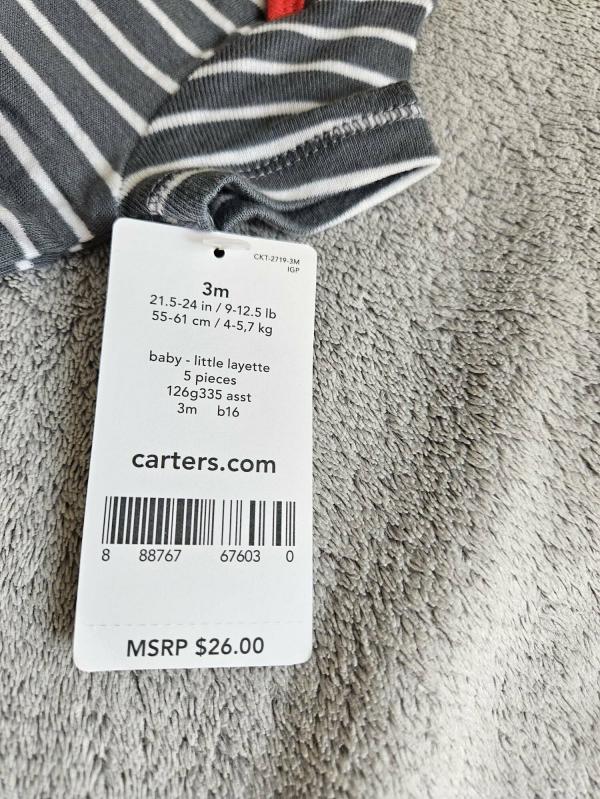 CKT-2719-3M
IGP
3m
21.5-24 in / 9-12.5 lb
55-61 cm / 4-5,7 kg
baby - little layette
5 pieces
126g335 asst
3m b16
carters.com
8 88767 67603 0
MSRP $26.00